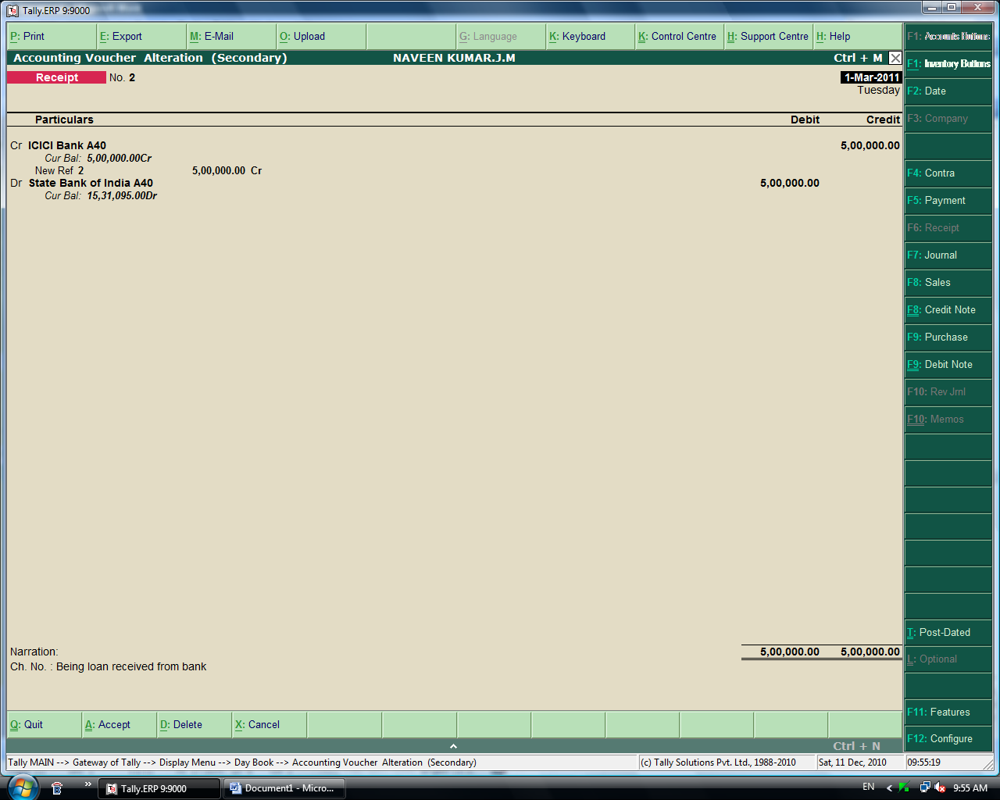 Tally.ERP 9:9000
P: Print E: Export M: E-Mail O: Upload G: Language K: Keyboard K: Control Centre H: Support Centre H: Help
Accounting Voucher Alteration (Secondary) NAVEEN KUMAR.J.M Ctrl + M
Receipt No. 2 1-Mar-2011
Tuesday
Particulars Debit Credit
Cr ICICI Bank A40 5,00,000.00
Cur Bal: 5,00,000.00Cr
New Ref 2 5,00,000.00 Cr
Dr State Bank of India A40 5,00,000.00
Cur Bal: 15,31,095.00Dr
Narration: 5,00,000.00 5,00,000.00
Ch. No. : Being loan received from bank
F1: Accounts Buttons
F1: Inventory Buttons
F2: Date
F3: Company
F4: Contra
F5: Payment
F6: Receipt
F7: Journal
F8: Sales
F8: Credit Note
F9: Purchase
F9: Debit Note
F10: Rev Jrnl
F10: Memos
T: Post-Dated
L: Optional
F11: Features
F12: Configure
Q: Quit A: Accept D: Delete X: Cancel
Ctrl + N
Tally MAIN --> Gateway of Tally --> Display Menu --> Day Book --> Accounting Voucher Alteration (Secondary) (c) Tally Solutions Pvt. Ltd., 1988-2010 Sat, 11 Dec, 2010 09:55:19
Tally.ERP 9:9000 Document1 - Micro... EN 9:55 AM